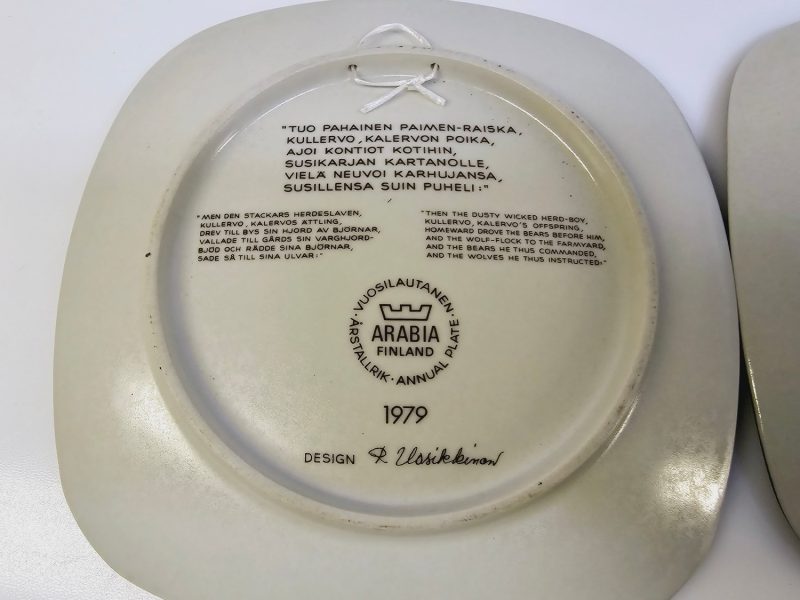 "TUO PAHAINEN PAIMEN-RAISKA,
KULLERVO, KALERVON POIKA,
AJOI KONTIOT KOTIHIN,
SUSIKARJAN KARTANOLLE,
VIELÄ NEUVOI KARHUJANSA,
SUSILLENSA SUIN PUHELI:"
"MEN DEN STACKARS HERDESLAVEN,
KULLERVO, KALERVOS ÄTTLING,
DREV TILL BYS SIN HJORD AV BJÖRNAR,
VALLADE TILL GÅRDS SIN VARGHJORD-
BJÖD OCH RÅDDE SINA BJÖRNAR,
SADE SÅ TILL SINA ULVAR:"
"THEN THE DUSTY WICKED HERD-BOY,
KULLERVO, KALERVO'S OFFSPRING,
HOMEWARD DROVE THE BEARS BEFORE HIM,
AND THE WOLF-FLOCK TO THE FARMYARD,
AND THE BEARS HE THUS COMMANDED,
AND THE WOLVES HE THUS INSTRUCTED:"
VUOSILAUTANEN · ANNUAL PLATE · ÅRSTALLRIK ·
ARABIA
FINLAND
1979
DESIGN R Uosikkinen